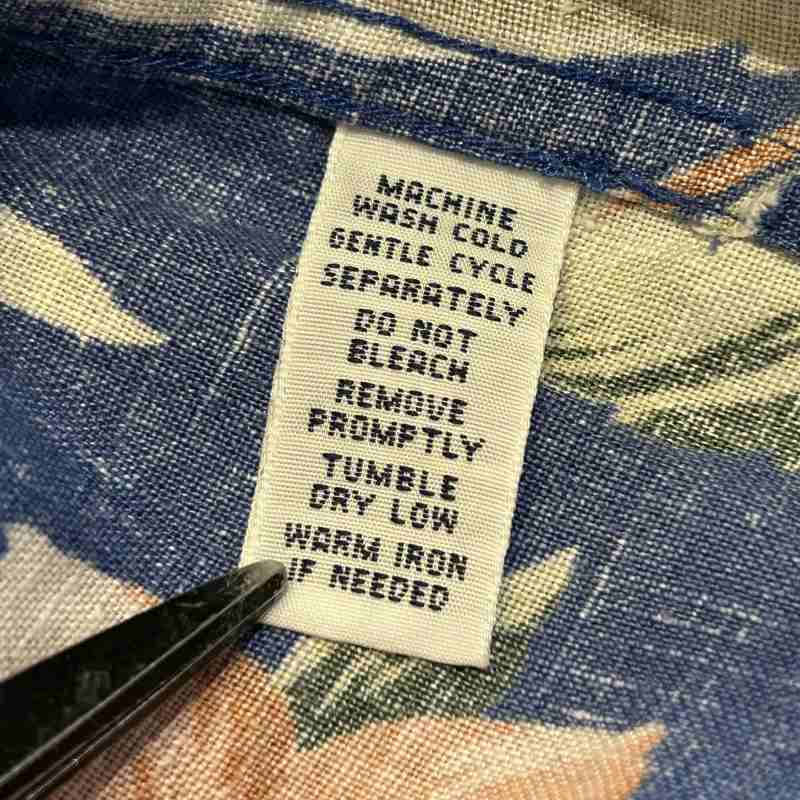 MACHINE
WASH COLD
GENTLE CYCLE
SEPARATELY
DO NOT
BLEACH
REMOVE
PROMPTLY
TUMBLE
DRY LOW
WARM IRON
IF NEEDED